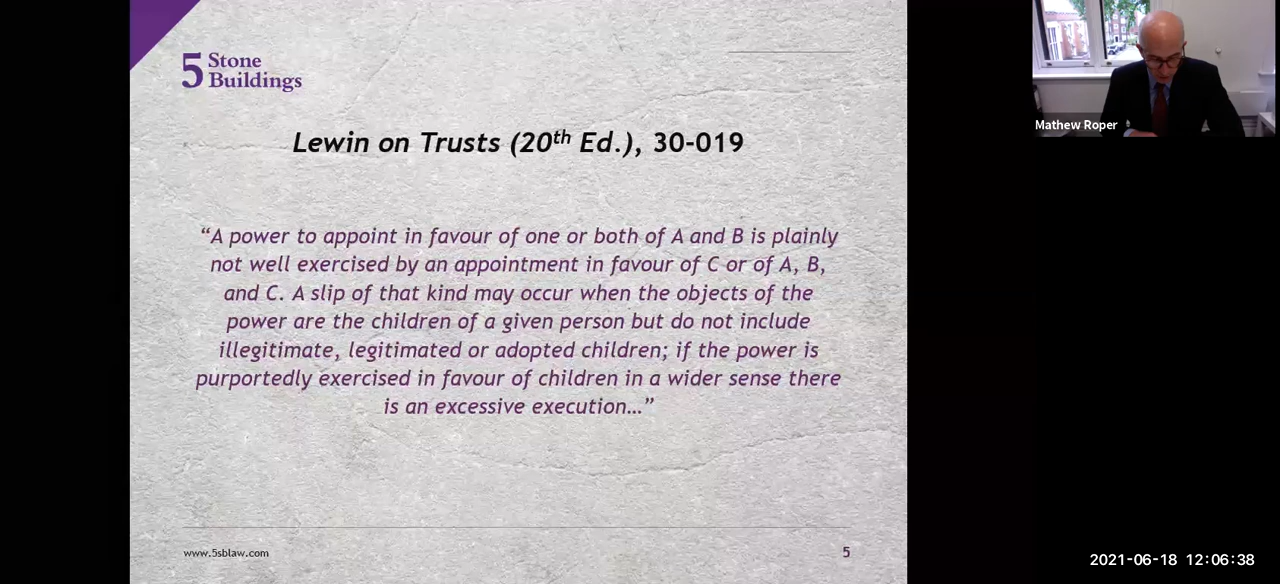 5 Stone
Buildings
Lewin on Trusts (20th Ed.), 30-019
“A power to appoint in favour of one or both of A and B is plainly
not well exercised by an appointment in favour of C or of A, B,
and C. A slip of that kind may occur when the objects of the
power are the children of a given person but do not include
illegitimate, legitimated or adopted children; if the power is
purportedly exercised in favour of children in a wider sense there
is an excessive execution…”
www.5sblaw.com
5
Mathew Roper
2021-06-18 12:06:38